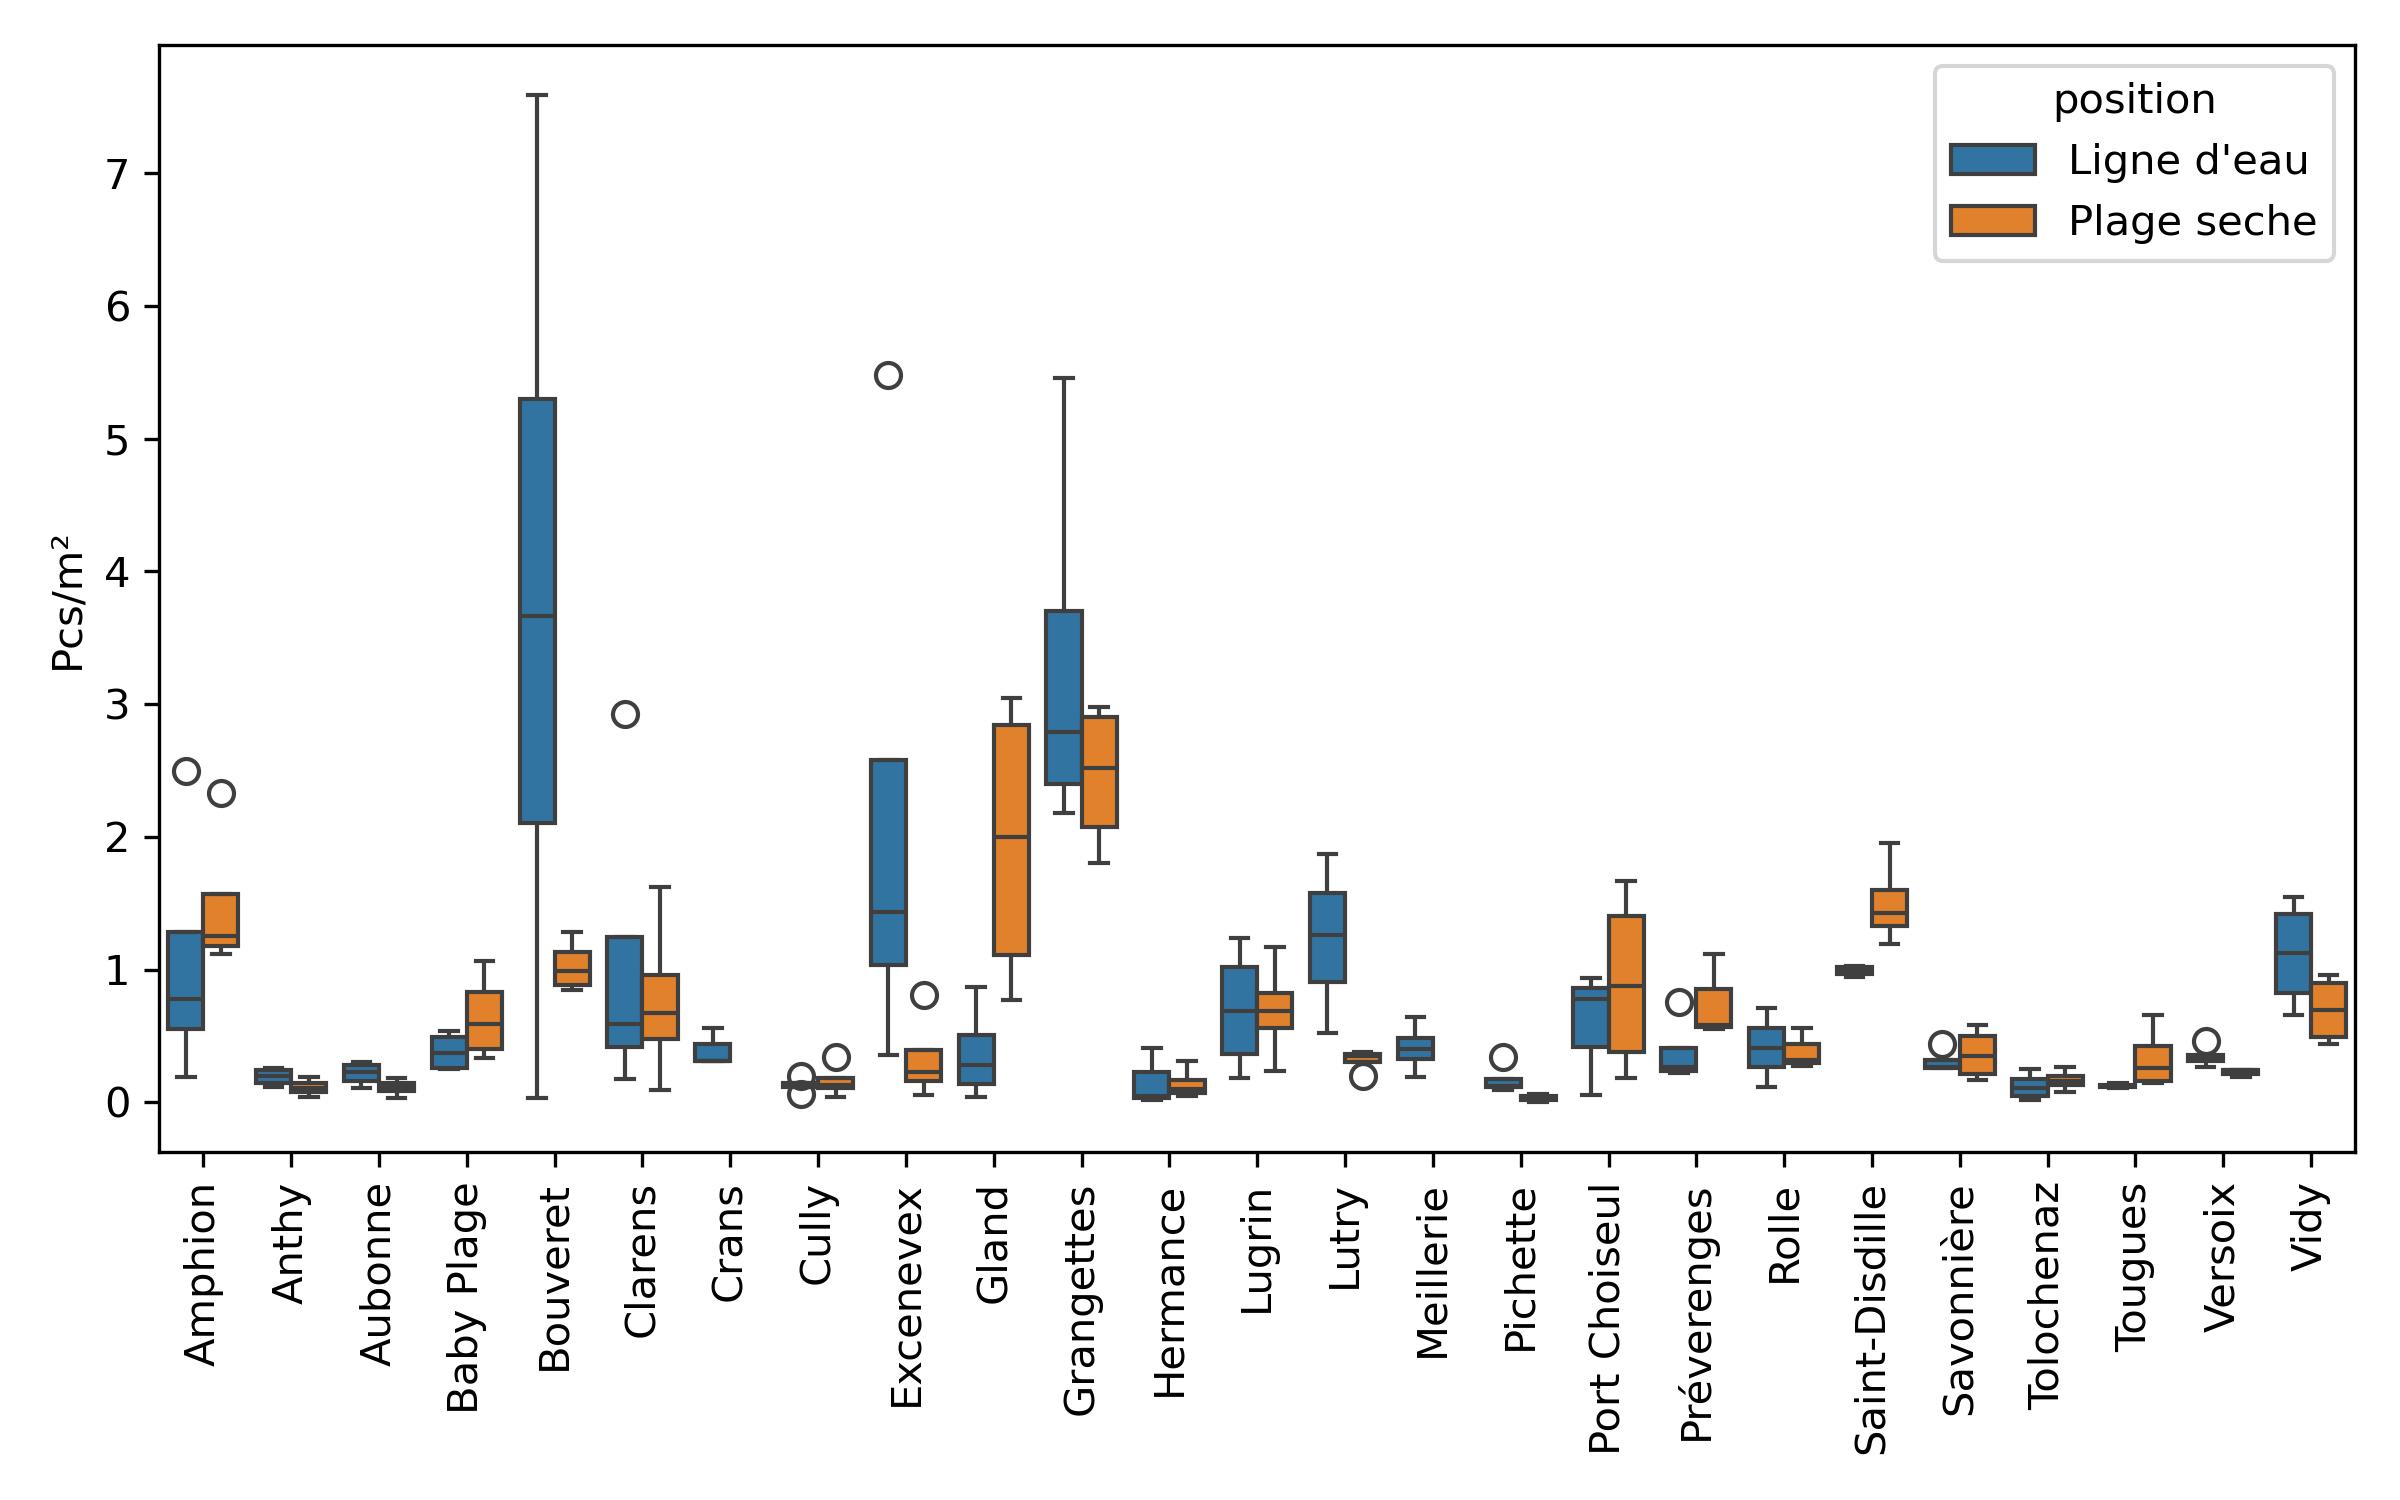 position
Ligne d'eau
Plage seche
Pcs/m²
7
6
5
4
3
2
1
0
Amphion
Anthy
Aubonne
Baby Plage
Bouveret
Clarens
Crans
Cully
Excenevex
Gland
Grangettes
Hermance
Lugrin
Lutry
Meillerie
Pichette
Port Choiseul
Préverenges
Rolle
Saint-Disdille
Savonnière
Tolochenaz
Tougues
Versoix
Vidy